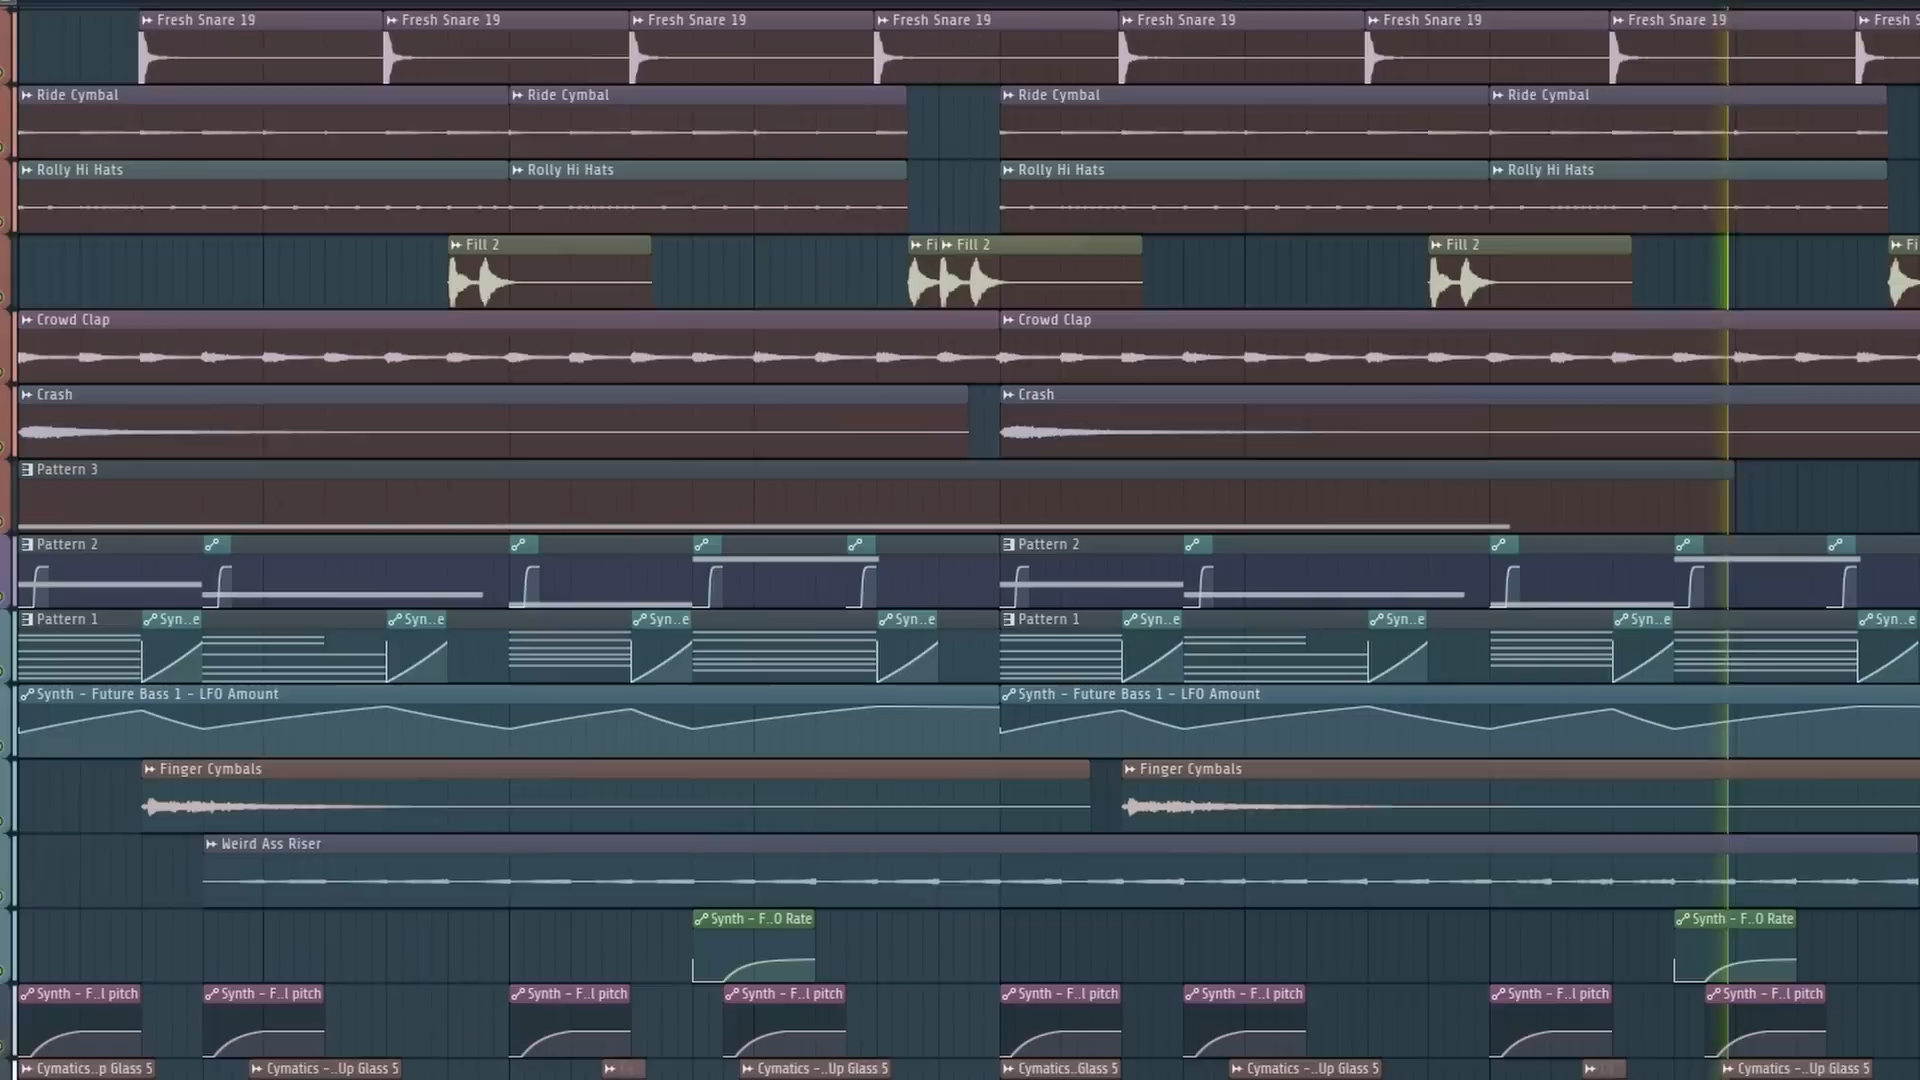 Fresh Snare 19 Fresh Snare 19 Fresh Snare 19 Fresh Snare 19 Fresh Snare 19 Fresh Snare 19 Fresh Snare 19 Fresh S
Ride Cymbal Ride Cymbal Ride Cymbal Ride Cymbal
Rolly Hi Hats Rolly Hi Hats Rolly Hi Hats Rolly Hi Hats
Fill 2 Fi Fill 2 Fill 2 Fi
Crowd Clap Crowd Clap
Crash Crash
Pattern 3
Pattern 2 Pattern 2
Pattern 1 Syn..e Syn..e Syn..e Syn..e Pattern 1 Syn..e Syn..e Syn..e Syn..e
Synth - Future Bass 1 - LFO Amount Synth - Future Bass 1 - LFO Amount
Finger Cymbals Finger Cymbals
Weird Ass Riser
Synth - F..O Rate Synth - F..O Rate
Synth - F..l pitch Synth - F..l pitch Synth - F..l pitch Synth - F..l pitch Synth - F..l pitch Synth - F..l pitch Synth - F..l pitch Synth - F..l pitch
Cymatics..p Glass 5 Cymatics -..Up Glass 5 Cymatics -..Up Glass 5 Cymatics..Glass 5 Cymatics -..Up Glass 5 Cymatics -..Up Glass 5